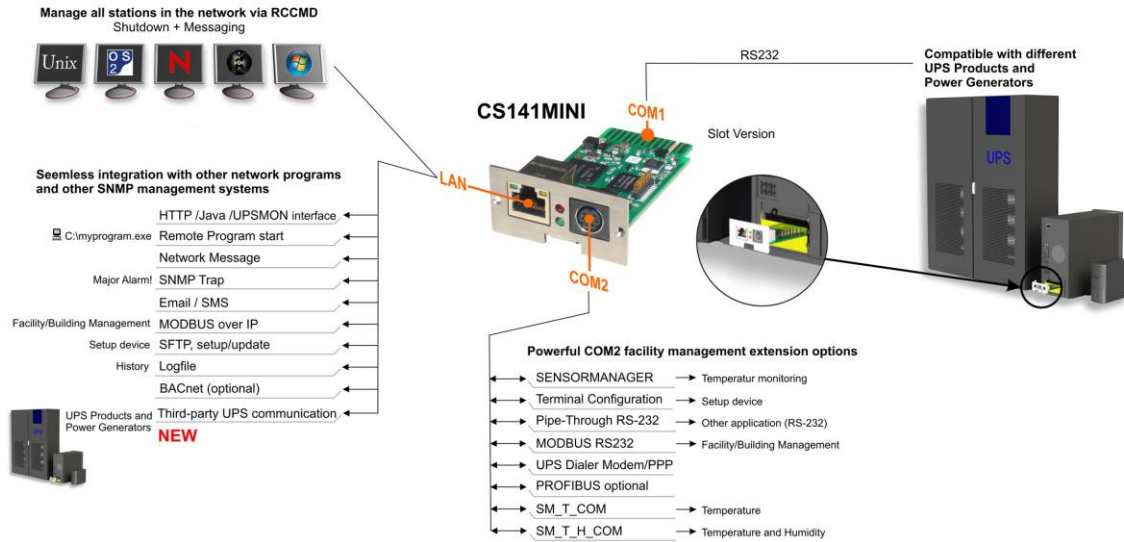 Manage all stations in the network via RCCMD
Shutdown + Messaging
Unix
OS
2
N
RS232
Compatible with different
UPS Products and
Power Generators
COM1
CS141MINI
Slot Version
UPS
LAN
COM2
Seemless integration with other network programs
and other SNMP management systems
HTTP /Java /UPSMON interface
C:\myprogram.exe Remote Program start
Network Message
Major Alarm! SNMP Trap
Email / SMS
Facility/Building Management MODBUS over IP
Setup device SFTP, setup/update
History Logfile
BACnet (optional)
UPS Products and
Power Generators
Third-party UPS communication
NEW
UPS
Powerful COM2 facility management extension options
SENSORMANAGER Temperatur monitoring
Terminal Configuration Setup device
Pipe-Through RS-232 Other application (RS-232)
MODBUS RS232 Facility/Building Management
UPS Dialer Modem/PPP
PROFIBUS optional
SM_T_COM Temperature
SM_T_H_COM Temperature and Humidity